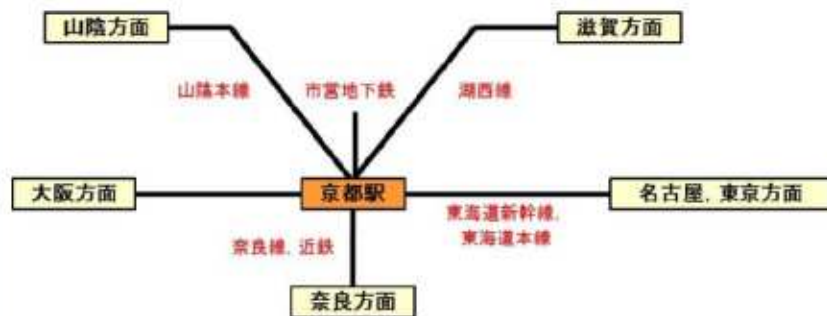 山陰方面
滋賀方面
山陰本線
市営地下鉄
湖西線
大阪方面
京都駅
名古屋，東京方面
東海道新幹線，
東海道本線
奈良線，近鉄
奈良方面